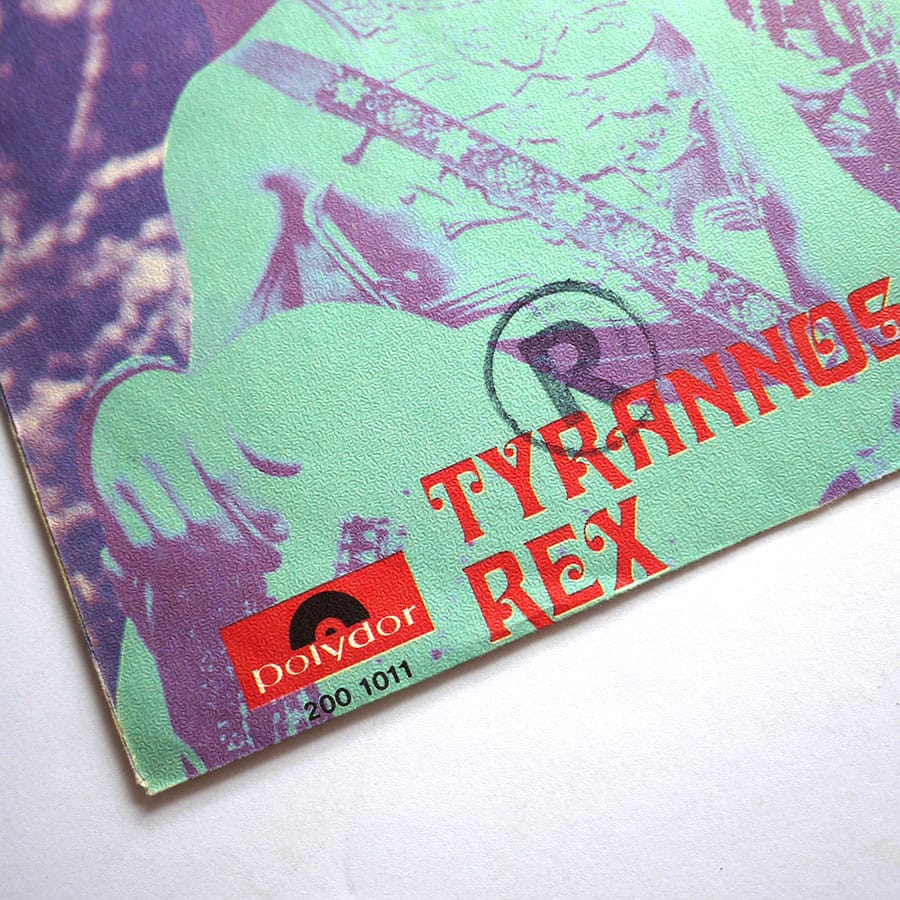 R
TYRANNOS
REX
polydor
200 1011